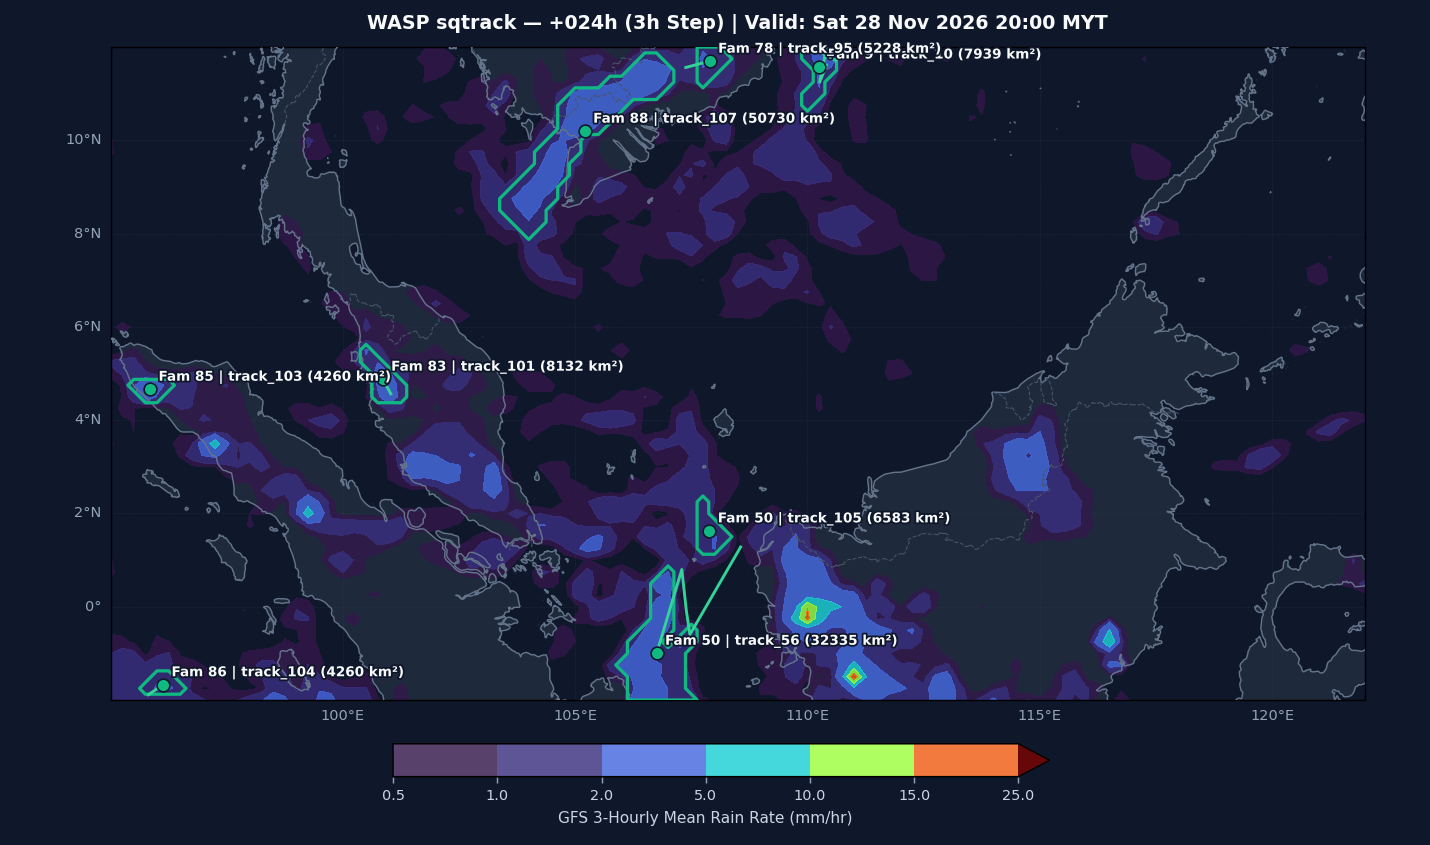 WASP sqtrack — +024h (3h Step) | Valid: Sat 28 Nov 2026 20:00 MYT
Fam 78 | track_95 (5228 km²)
track_10 (7939 km²)
Fam 88 | track_107 (50730 km²)
10°N
8°N
6°N
Fam 83 | track_101 (8132 km²)
Fam 85 | track_103 (4260 km²)
4°N
2°N
Fam 50 | track_105 (6583 km²)
0°
Fam 50 | track_56 (32335 km²)
Fam 86 | track_104 (4260 km²)
100°E 105°E 110°E 115°E 120°E
0.5 1.0 2.0 5.0 10.0 15.0 25.0
GFS 3-Hourly Mean Rain Rate (mm/hr)